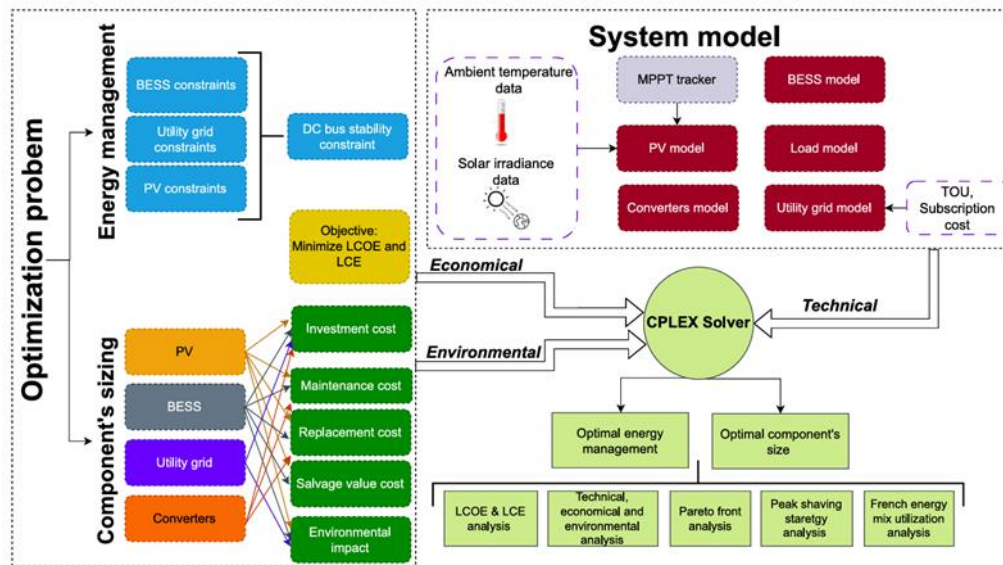 Optimization probem
Energy management
BESS constraints
Utility grid
constraints
PV constraints
DC bus stability
constraint
Objective:
Minimize LCOE and
LCE
Component's sizing
PV
BESS
Utility grid
Converters
Investment cost
Maintenance cost
Replacement cost
Salvage value cost
Environmental
impact
System model
Ambient temperature
data
Solar irradiance
data
MPPT tracker
PV model
Converters model
BESS model
Load model
Utility grid model
TOU,
Subscription
cost
Economical
Environmental
Technical
CPLEX Solver
Optimal energy
management
Optimal component's
size
LCOE & LCE
analysis
Technical,
economical and
environmental
analysis
Pareto front
analysis
Peak shaving
staretgy
analysis
French energy
mix utilization
analysis